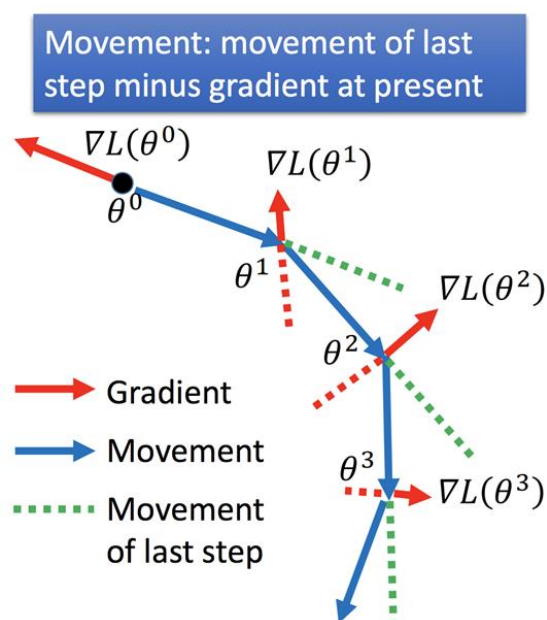 Movement: movement of last
step minus gradient at present
∇L(θ⁰)
θ⁰
∇L(θ¹)
θ¹
∇L(θ²)
θ²
Gradient
Movement
θ³
∇L(θ³)
Movement
of last step